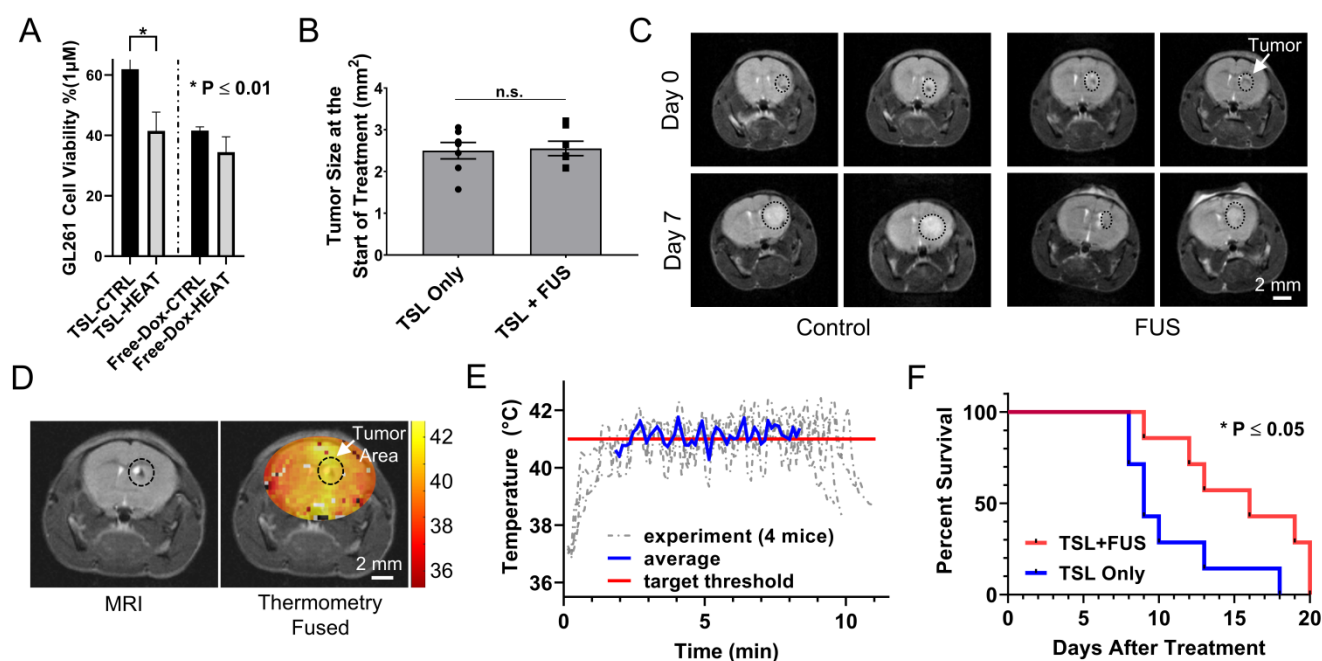 A
GL261 Cell Viability %(1μM)
60
40
20
0
*
* P ≤ 0.01
TSL-CTRL
TSL-HEAT
Free-Dox-CTRL
Free-Dox-HEAT
B
Tumor Size at the
Start of Treatment (mm²)
5
4
3
2
1
0
n.s.
TSL Only
TSL + FUS
C
Day 0
Day 7
Tumor
2 mm
Control
FUS
D
Tumor
Area
2 mm
42
40
38
36
MRI
Thermometry
Fused
E
Temperature (°C)
42
40
38
36
experiment (4 mice)
average
target threshold
0
5
10
Time (min)
F
Percent Survival
100
50
0
* P ≤ 0.05
TSL+FUS
TSL Only
0
5
10
15
20
Days After Treatment